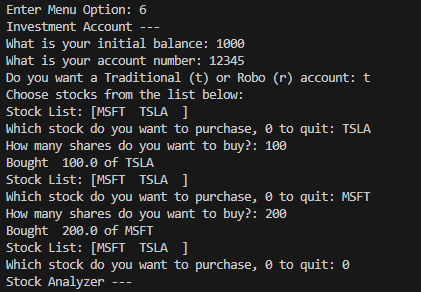 Enter Menu Option: 6
Investment Account ---
What is your initial balance: 1000
What is your account number: 12345
Do you want a Traditional (t) or Robo (r) account: t
Choose stocks from the list below:
Stock List: [MSFT  TSLA  ]
Which stock do you want to purchase, 0 to quit: TSLA
How many shares do you want to buy?: 100
Bought  100.0 of TSLA
Stock List: [MSFT  TSLA  ]
Which stock do you want to purchase, 0 to quit: MSFT
How many shares do you want to buy?: 200
Bought  200.0 of MSFT
Stock List: [MSFT  TSLA  ]
Which stock do you want to purchase, 0 to quit: 0
Stock Analyzer ---